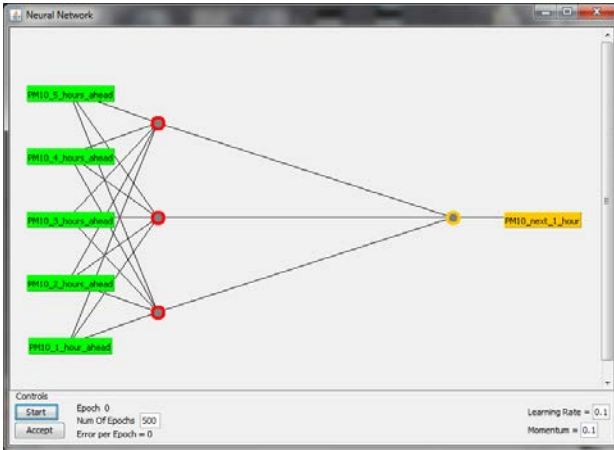 Neural Network
PM10_5_hours_ahead
PM10_4_hours_ahead
PM10_3_hours_ahead
PM10_2_hours_ahead
PM10_1_hour_ahead
PM10_next_1_hour
Controls
Start
Accept
Epoch 0
Num Of Epochs 500
Error per Epoch = 0
Learning Rate = 0.1
Momentum = 0.1